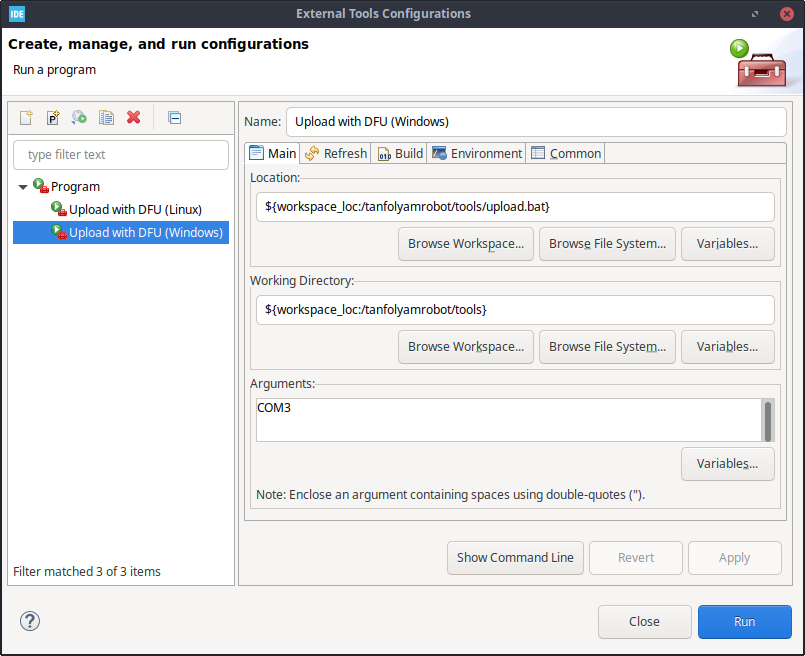 IDE
External Tools Configurations
Create, manage, and run configurations
Run a program
type filter text
Program
Upload with DFU (Linux)
Upload with DFU (Windows)
Filter matched 3 of 3 items
Name: Upload with DFU (Windows)
Main Refresh Build Environment Common
Location:
${workspace_loc:/tanfolyamrobot/tools/upload.bat}
Browse Workspace... Browse File System... Variables...
Working Directory:
${workspace_loc:/tanfolyamrobot/tools}
Browse Workspace... Browse File System... Variables...
Arguments:
COM3
Variables...
Note: Enclose an argument containing spaces using double-quotes (").
Show Command Line Revert Apply
? Close Run